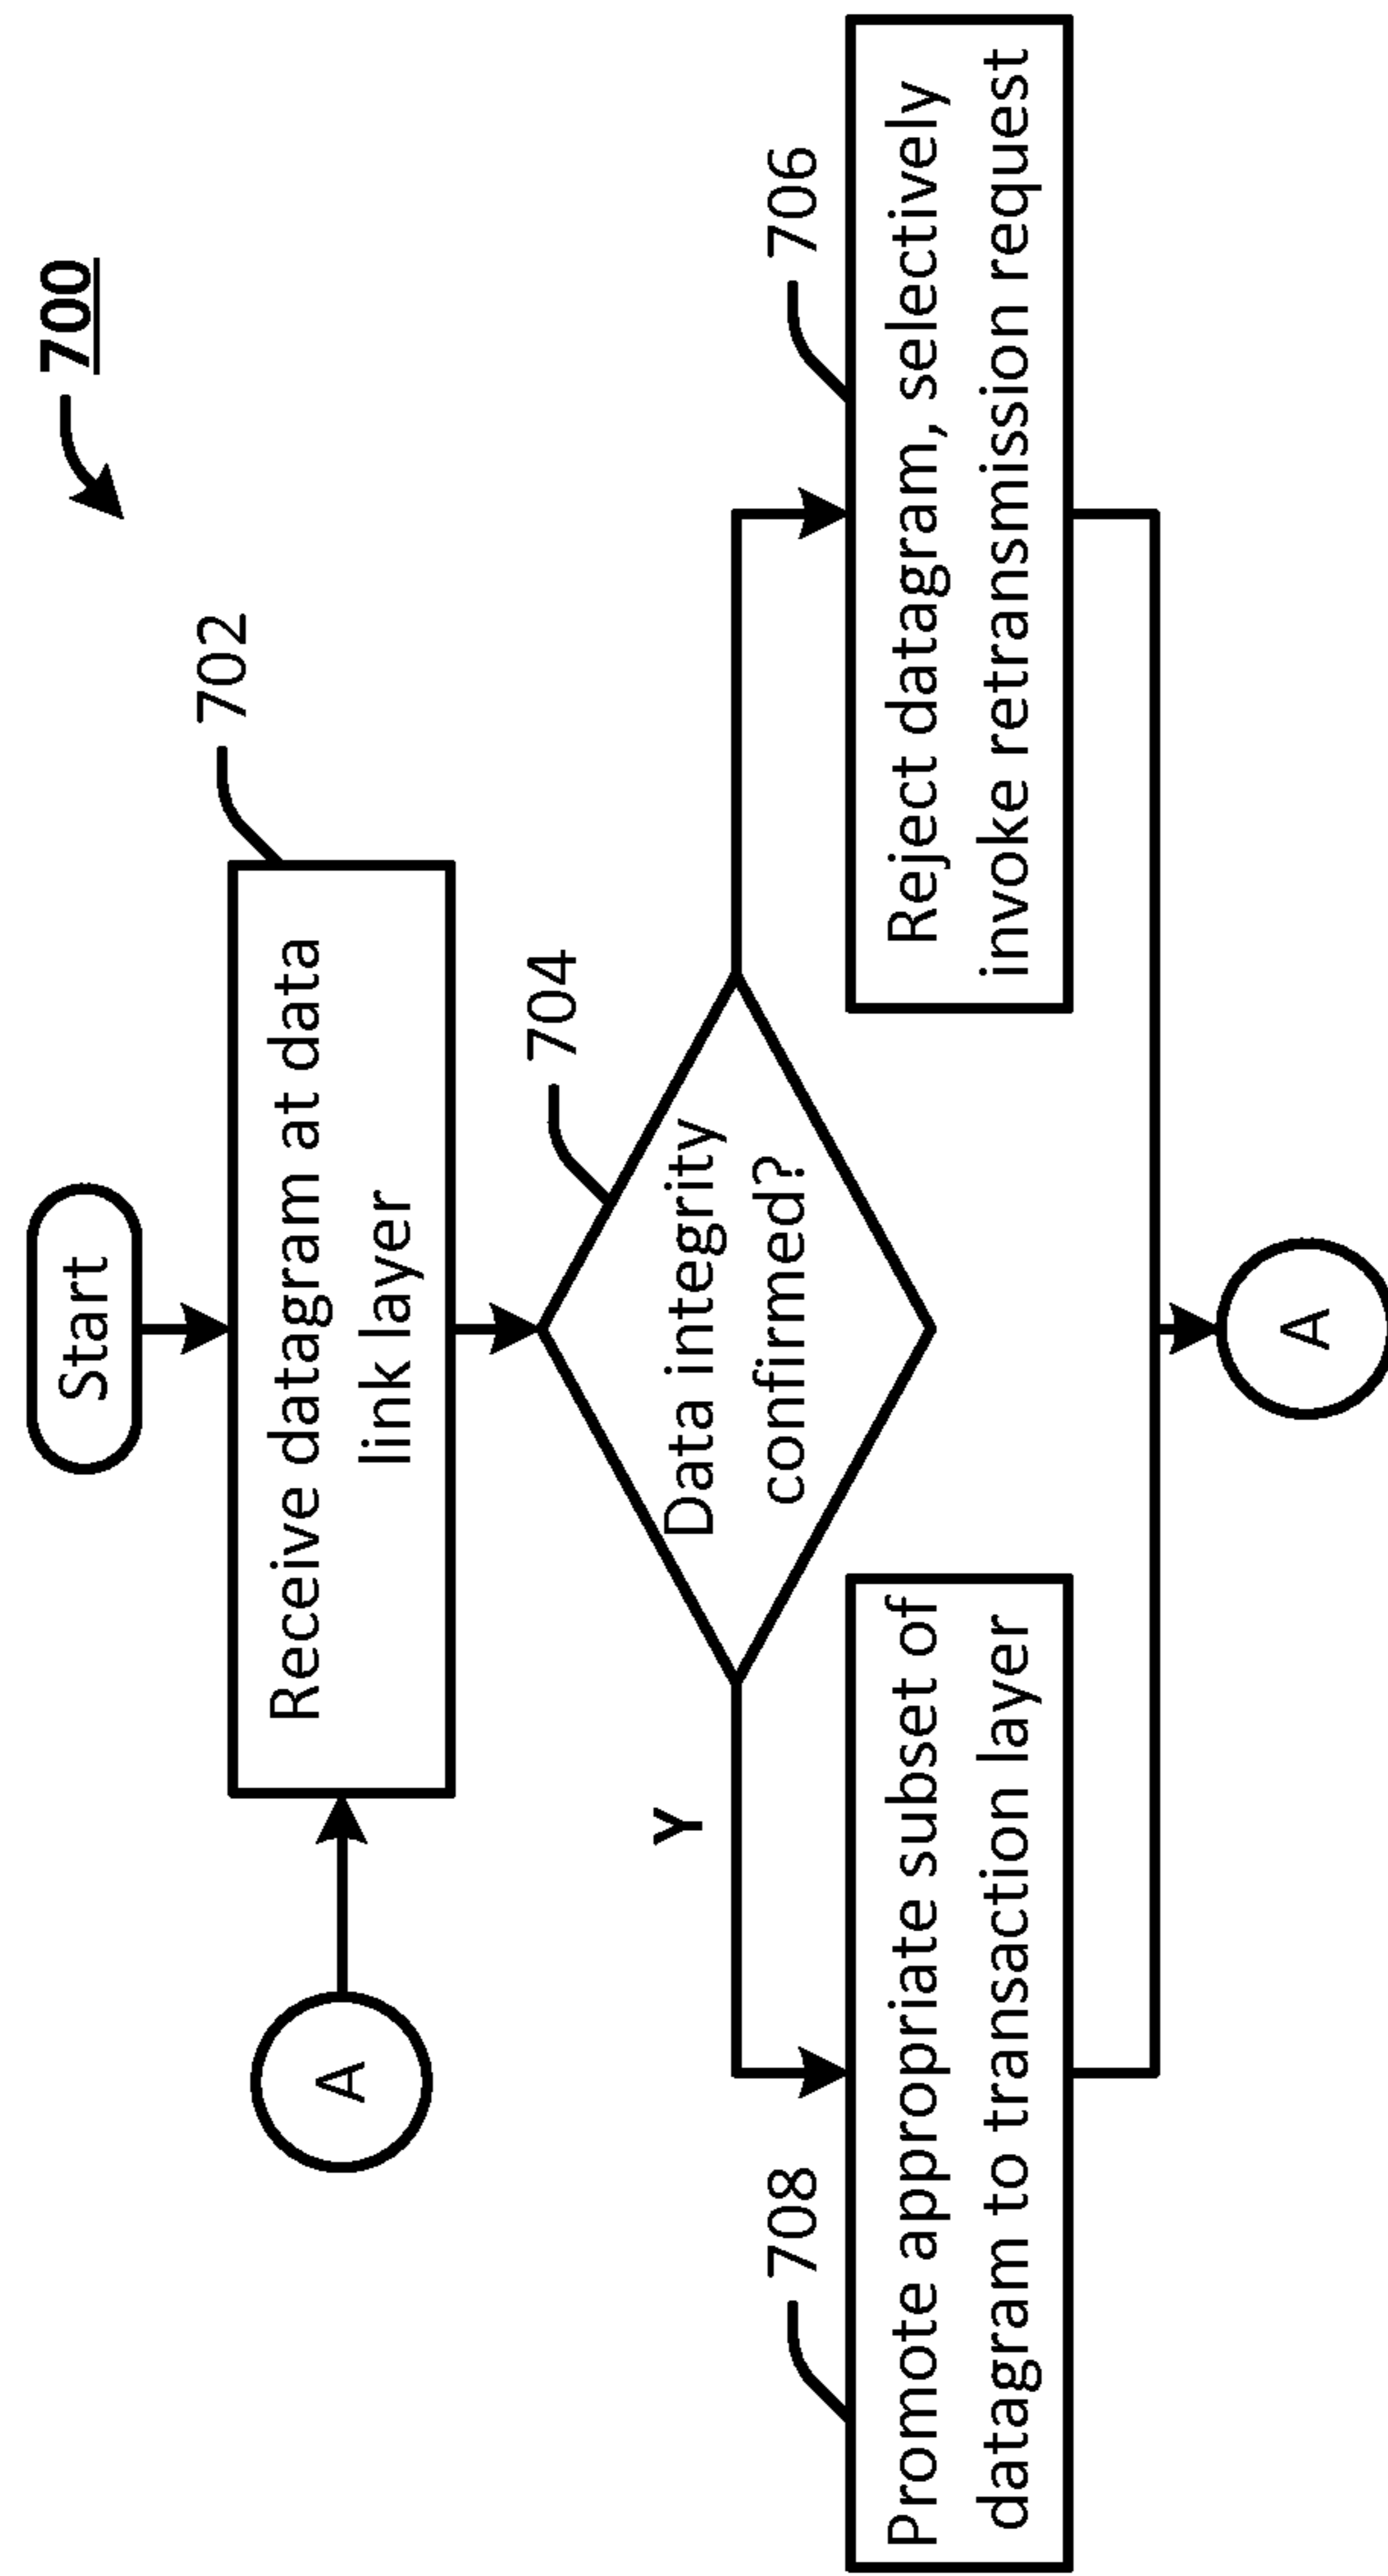 700
Start
702
Receive datagram at data
link layer
A
704
Data integrity
confirmed?
Y
708
706
Promote appropriate subset of
datagram to transaction layer
Reject datagram, selectively
invoke retransmission request
A